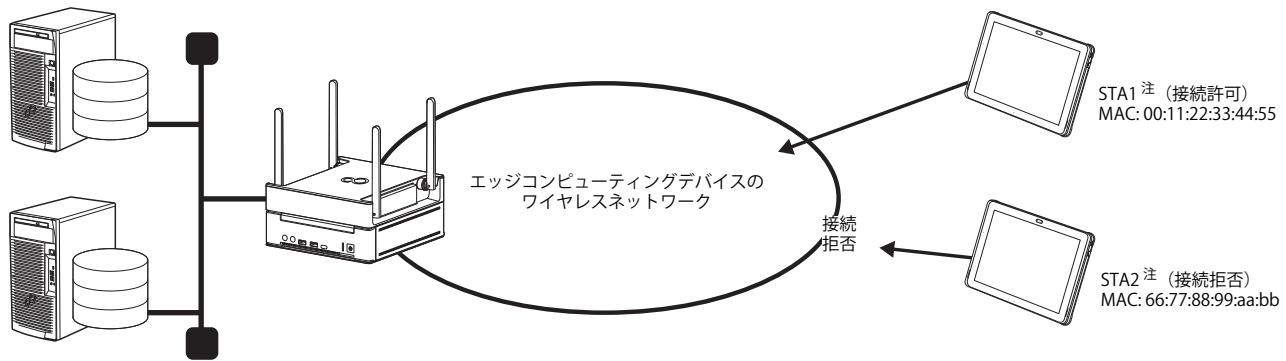 STA1 注（接続許可）
MAC: 00:11:22:33:44:55
エッジコンピューティングデバイスの
ワイヤレスネットワーク
接続
拒否
STA2 注（接続拒否）
MAC: 66:77:88:99:aa:bb